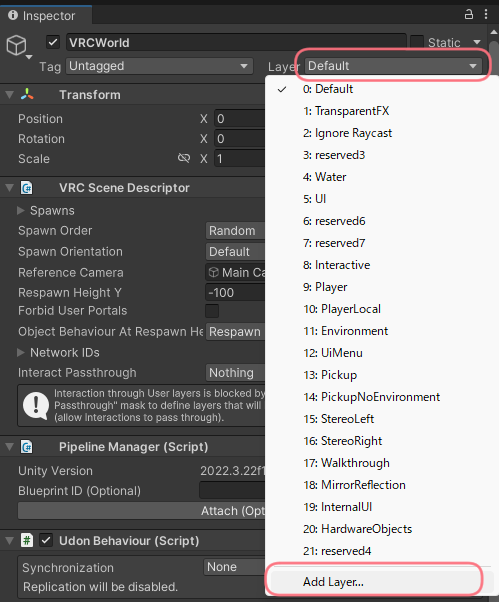 Inspector
VRCWorld
Static
Tag Untagged
Layer Default
Transform
Position X 0
Rotation X 0
Scale X 1
VRC Scene Descriptor
Spawns
Spawn Order Random
Spawn Orientation Default
Reference Camera Main Ca
Respawn Height Y -100
Forbid User Portals
Object Behaviour At Respawn He Respawn
Network IDs
Interact Passthrough Nothing
Interaction through User layers is blocked by
Passthrough" mask to define layers that will
(allow Interactions to pass through).
Pipeline Manager (Script)
Unity Version 2022.3.22f1
Blueprint ID (Optional)
Attach (Opt
Udon Behaviour (Script)
Synchronization None
Replication will be disabled.
0: Default
1: TransparentFX
2: Ignore Raycast
3: reserved3
4: Water
5: UI
6: reserved6
7: reserved7
8: Interactive
9: Player
10: PlayerLocal
11: Environment
12: UiMenu
13: Pickup
14: PickupNoEnvironment
15: StereoLeft
16: StereoRight
17: Walkthrough
18: MirrorReflection
19: InternalUI
20: HardwareObjects
21: reserved4
Add Layer...